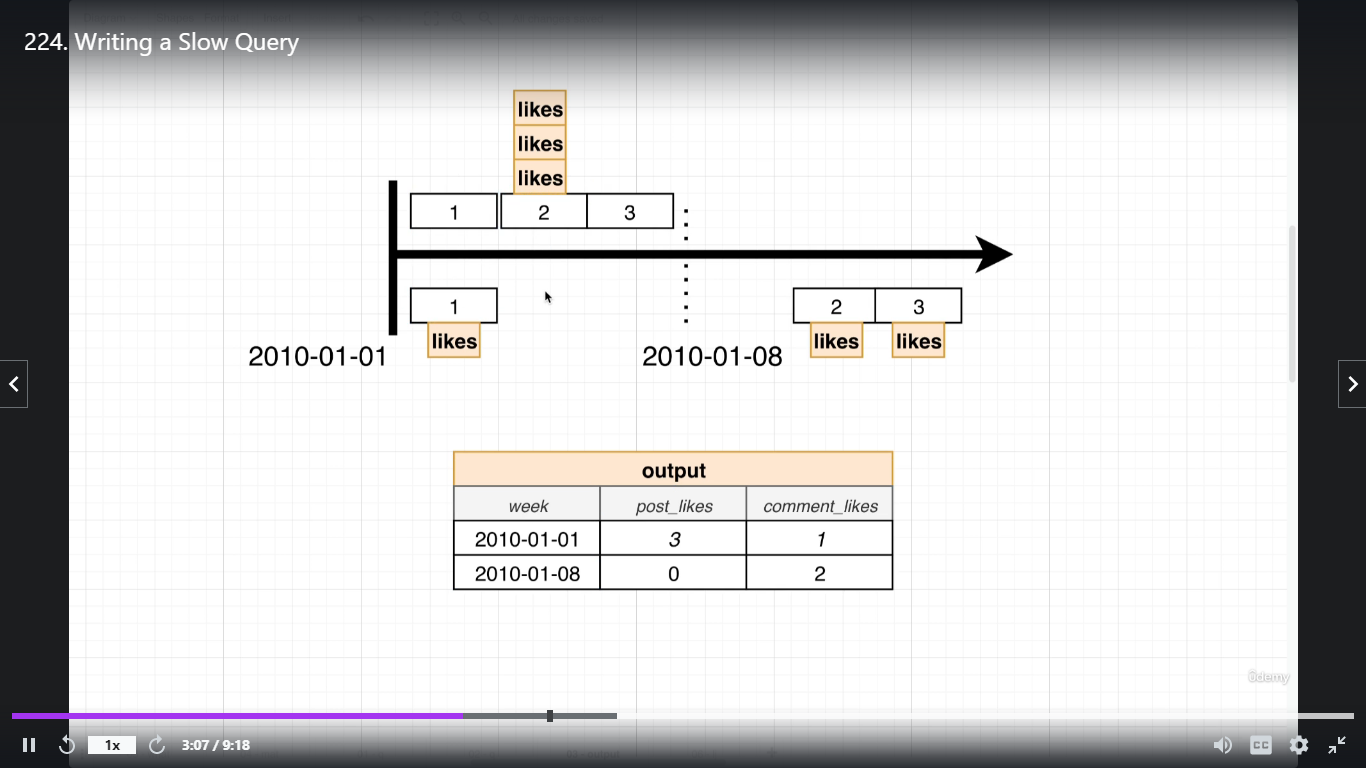 224. Writing a Slow Query
likes
likes
likes
1 2 3
1 2 3
likes likes likes
2010-01-01 2010-01-08
output
week post_likes comment_likes
2010-01-01 3 1
2010-01-08 0 2
ûdemy
1x 3:07 / 9:18 CC